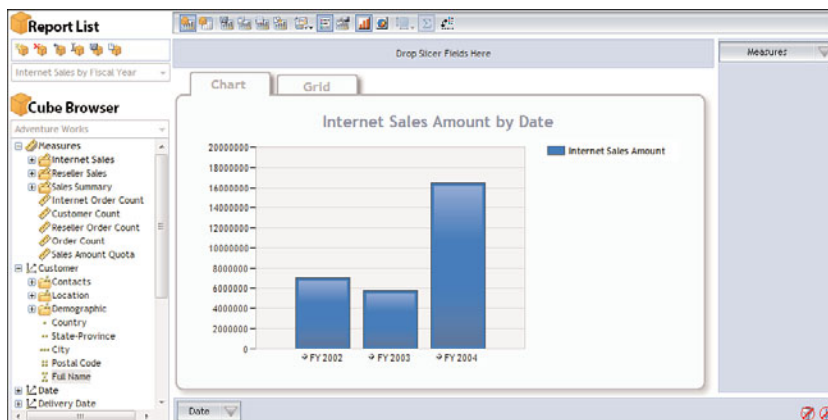 Report List
Internet Sales by Fiscal Year
Cube Browser
Adventure Works
Measures
Internet Sales
Reseller Sales
Sales Summary
Internet Order Count
Customer Count
Reseller Order Count
Order Count
Sales Amount Quota
Customer
Contacts
Location
Demographic
Country
State-Province
City
Postal Code
Full Name
Date
Delivery Date
Drop Slicer Fields Here
Chart
Grid
Internet Sales Amount by Date
20000000
18000000
16000000
14000000
12000000
10000000
8000000
6000000
4000000
2000000
0
FY 2002
FY 2003
FY 2004
Internet Sales Amount
Measures
Date